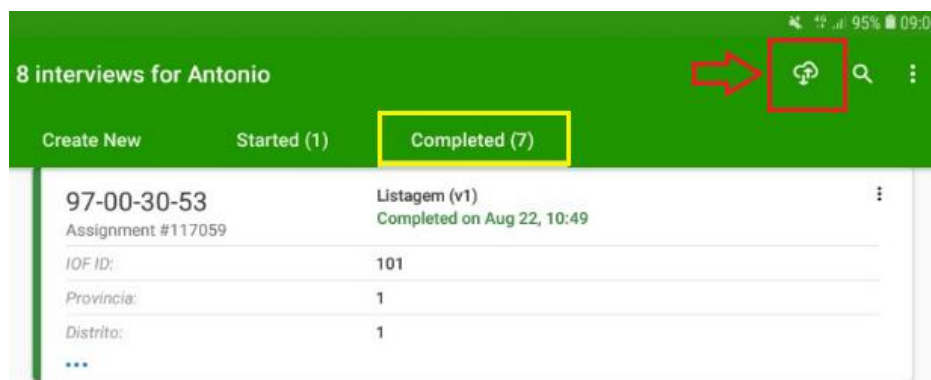 95% 09:0
8 interviews for Antonio
Create New Started (1) Completed (7)
97-00-30-53 Listagem (v1)
Assignment #117059 Completed on Aug 22, 10:49
IOF ID: 101
Provincia: 1
Distrito: 1